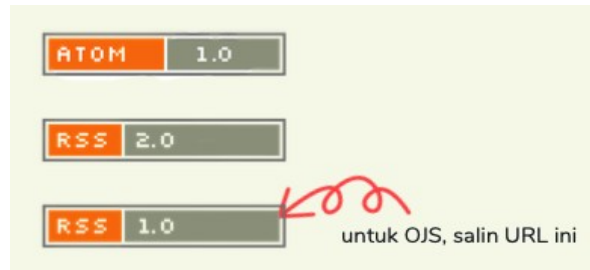 ATOM 1.0
RSS 2.0
RSS 1.0
untuk OJS, salin URL ini